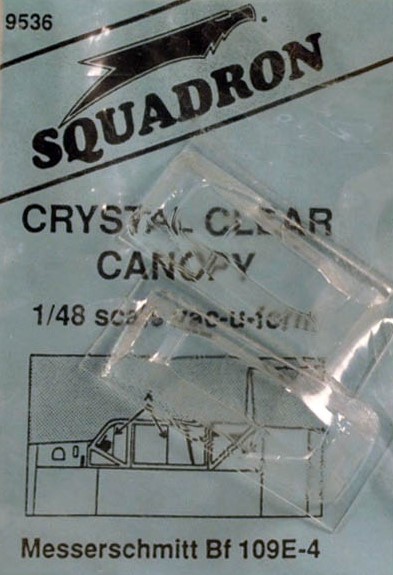 9536
SQUADRON
CRYSTAL CLEAR
CANOPY
1/48 scale vac-u-form
Messerschmitt Bf 109E-4